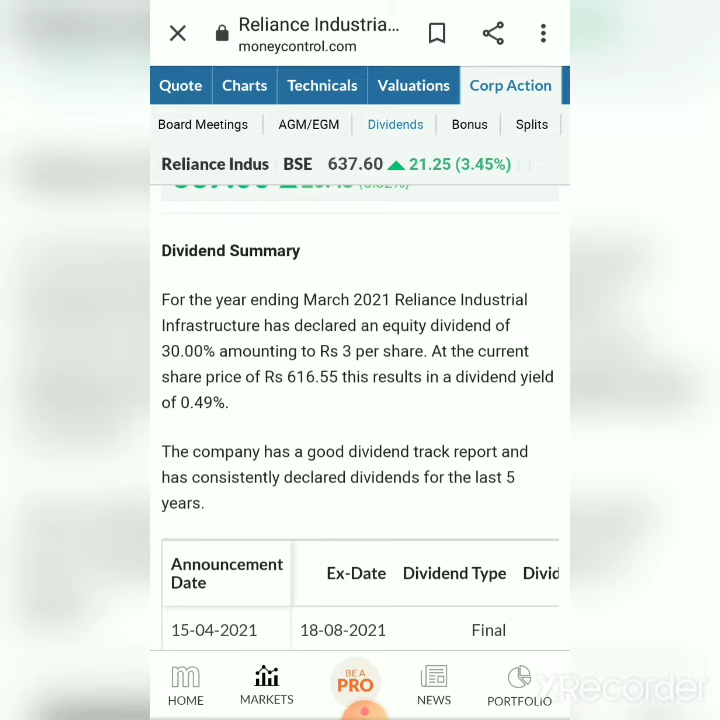 Reliance Industria...
moneycontrol.com
Quote Charts Technicals Valuations Corp Action
Board Meetings AGM/EGM Dividends Bonus Splits
Reliance Indus BSE 637.60 21.25 (3.45%)
Dividend Summary
For the year ending March 2021 Reliance Industrial
Infrastructure has declared an equity dividend of
30.00% amounting to Rs 3 per share. At the current
share price of Rs 616.55 this results in a dividend yield
of 0.49%.
The company has a good dividend track report and
has consistently declared dividends for the last 5
years.
Announcement Date Ex-Date Dividend Type Divid
15-04-2021 18-08-2021 Final
HOME MARKETS BE A PRO NEWS PORTFOLIO
XRecorder